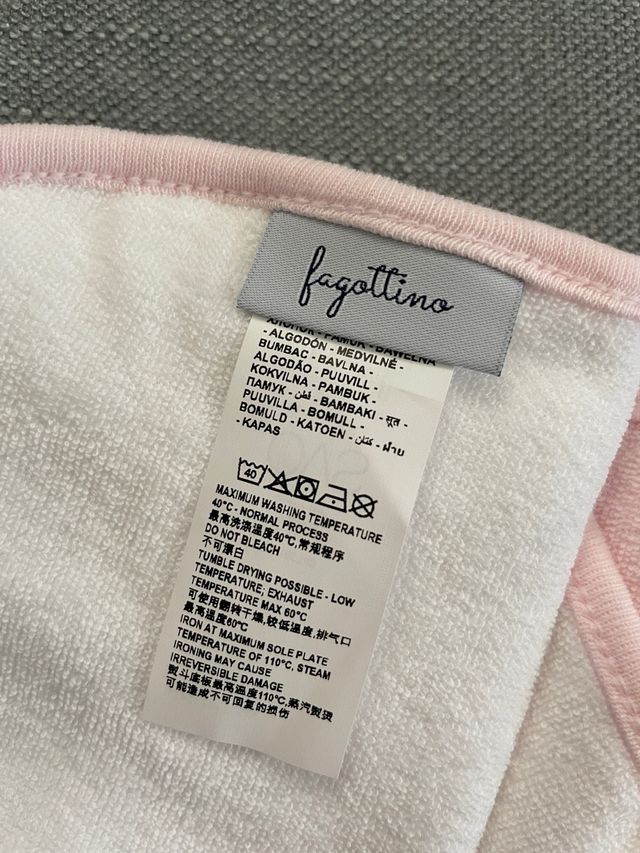 fagottino
- PAMUK - BAWEŁNA
- ALGODÓN - MEDVILNĖ -
BUMBAC - BAVLNA -
ALGODÃO - PUUVILL -
KOKVILNA - PAMBUK -
ПАМУК - قطن - BAMBAKI - सूत -
PUUVILLA - BOMULL -
BOMULD - KATOEN - كتان - ฝ้าย
- KAPAS
40
MAXIMUM WASHING TEMPERATURE
40°C - NORMAL PROCESS
最高洗涤温度40℃,常规程序
DO NOT BLEACH
不可漂白
TUMBLE DRYING POSSIBLE - LOW
TEMPERATURE; EXHAUST
TEMPERATURE MAX 60°C
可使用翻转干燥,较低温度,排气口
最高温度60℃
IRON AT MAXIMUM SOLE PLATE
TEMPERATURE OF 110°C, STEAM
IRONING MAY CAUSE
IRREVERSIBLE DAMAGE
熨斗底板最高温度110℃,蒸汽熨烫
可能造成不可回复的损伤